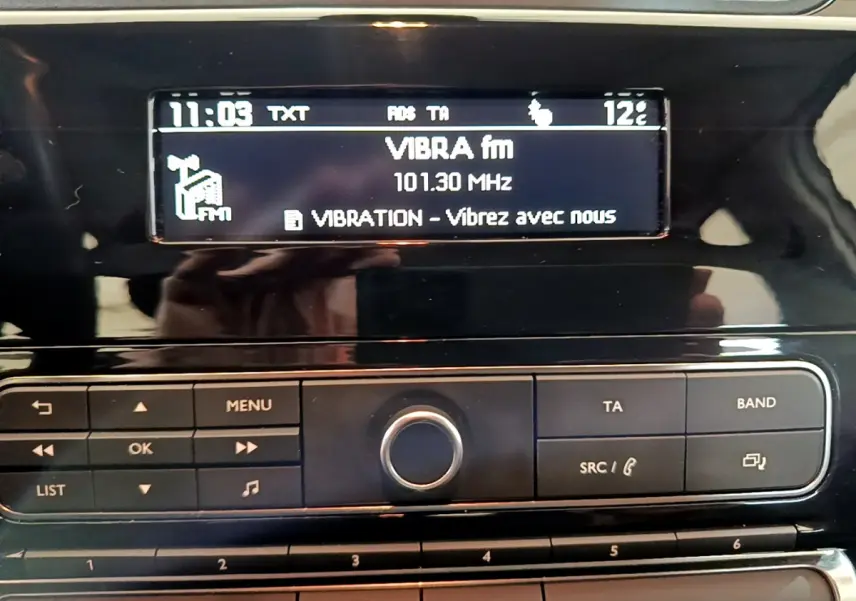 11:03 TXT RDS TA 12°C
VIBRA fm
101.30 MHz
FM1
VIBRATION - Vibrez avec nous
MENU
TA
BAND
OK
SRC /
LIST
1 2 3 4 5 6